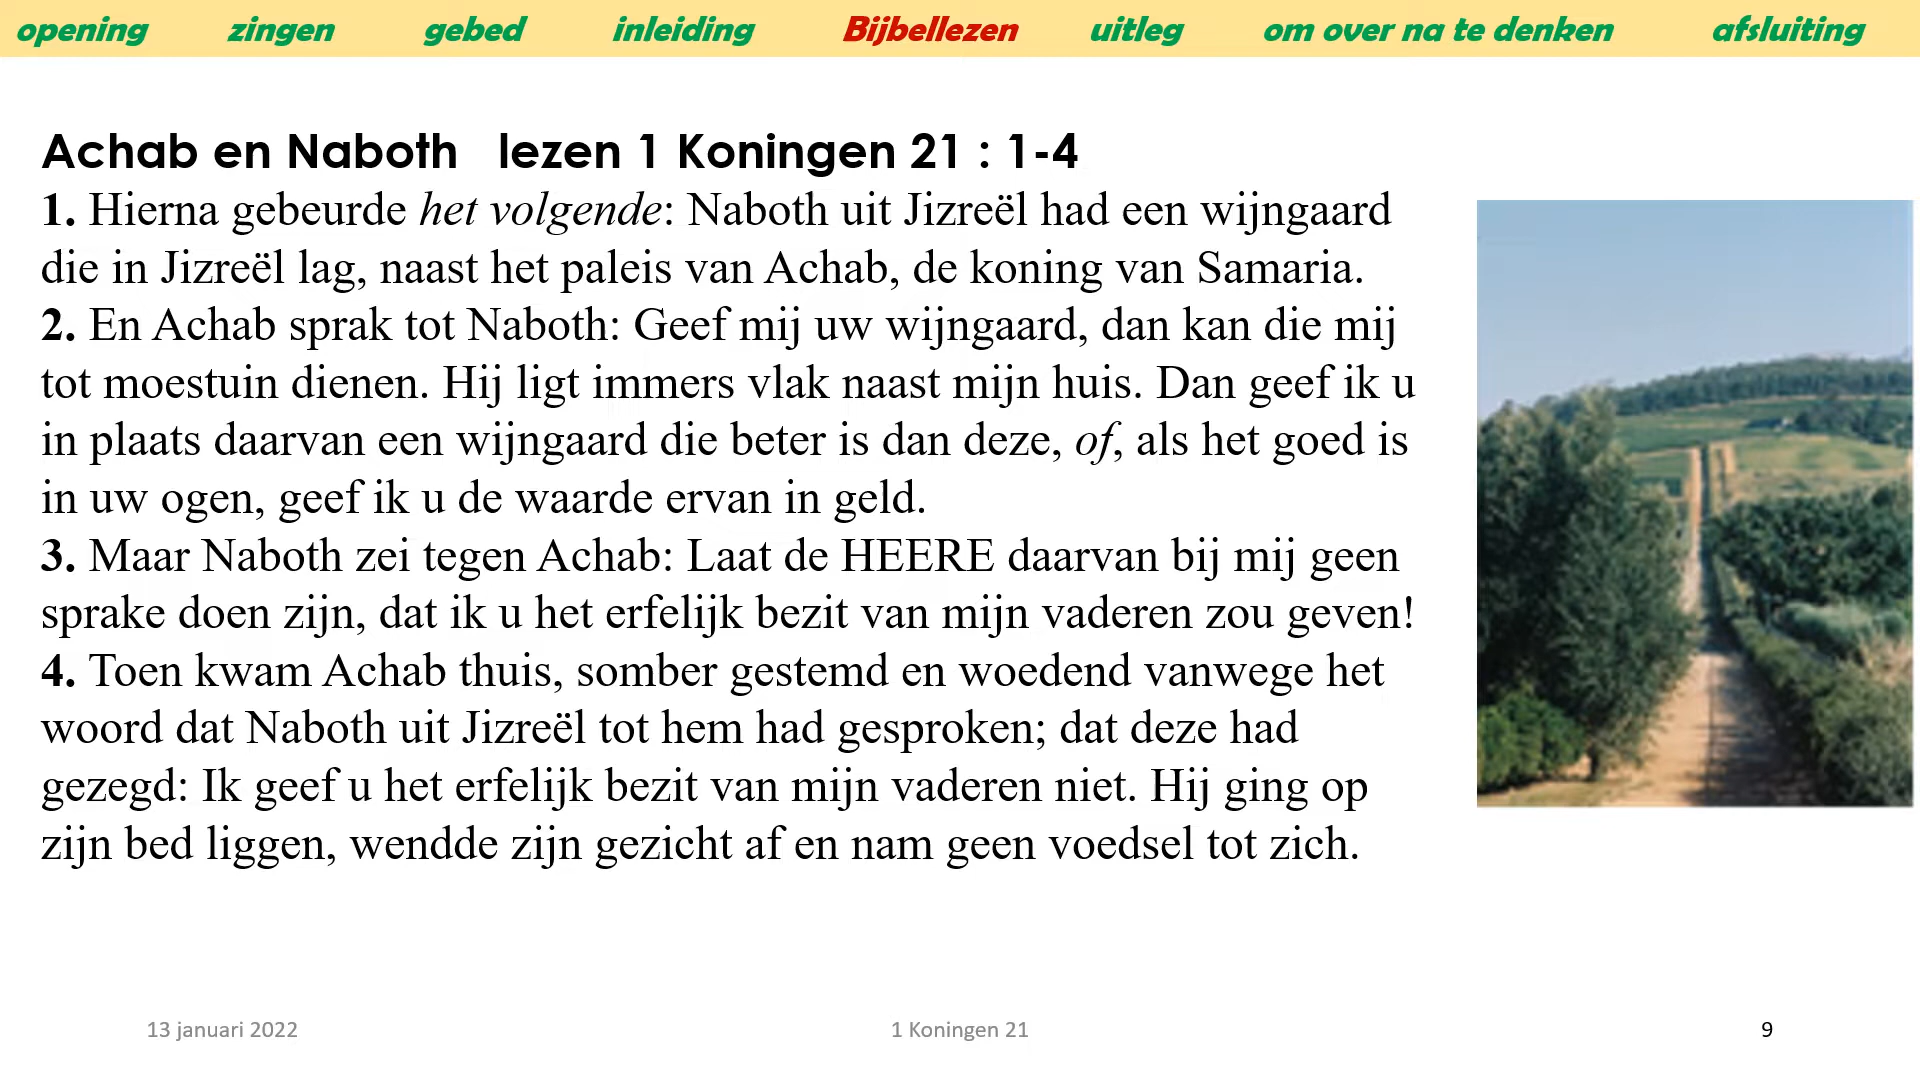 opening zingen gebed inleiding Bijbellezen uitleg om over na te denken afsluiting
Achab en Naboth lezen 1 Koningen 21 : 1-4
1. Hierna gebeurde het volgende: Naboth uit Jizreël had een wijngaard
die in Jizreël lag, naast het paleis van Achab, de koning van Samaria.
2. En Achab sprak tot Naboth: Geef mij uw wijngaard, dan kan die mij
tot moestuin dienen. Hij ligt immers vlak naast mijn huis. Dan geef ik u
in plaats daarvan een wijngaard die beter is dan deze, of, als het goed is
in uw ogen, geef ik u de waarde ervan in geld.
3. Maar Naboth zei tegen Achab: Laat de HEERE daarvan bij mij geen
sprake doen zijn, dat ik u het erfelijk bezit van mijn vaderen zou geven!
4. Toen kwam Achab thuis, somber gestemd en woedend vanwege het
woord dat Naboth uit Jizreël tot hem had gesproken; dat deze had
gezegd: Ik geef u het erfelijk bezit van mijn vaderen niet. Hij ging op
zijn bed liggen, wendde zijn gezicht af en nam geen voedsel tot zich.
13 januari 2022 1 Koningen 21 9